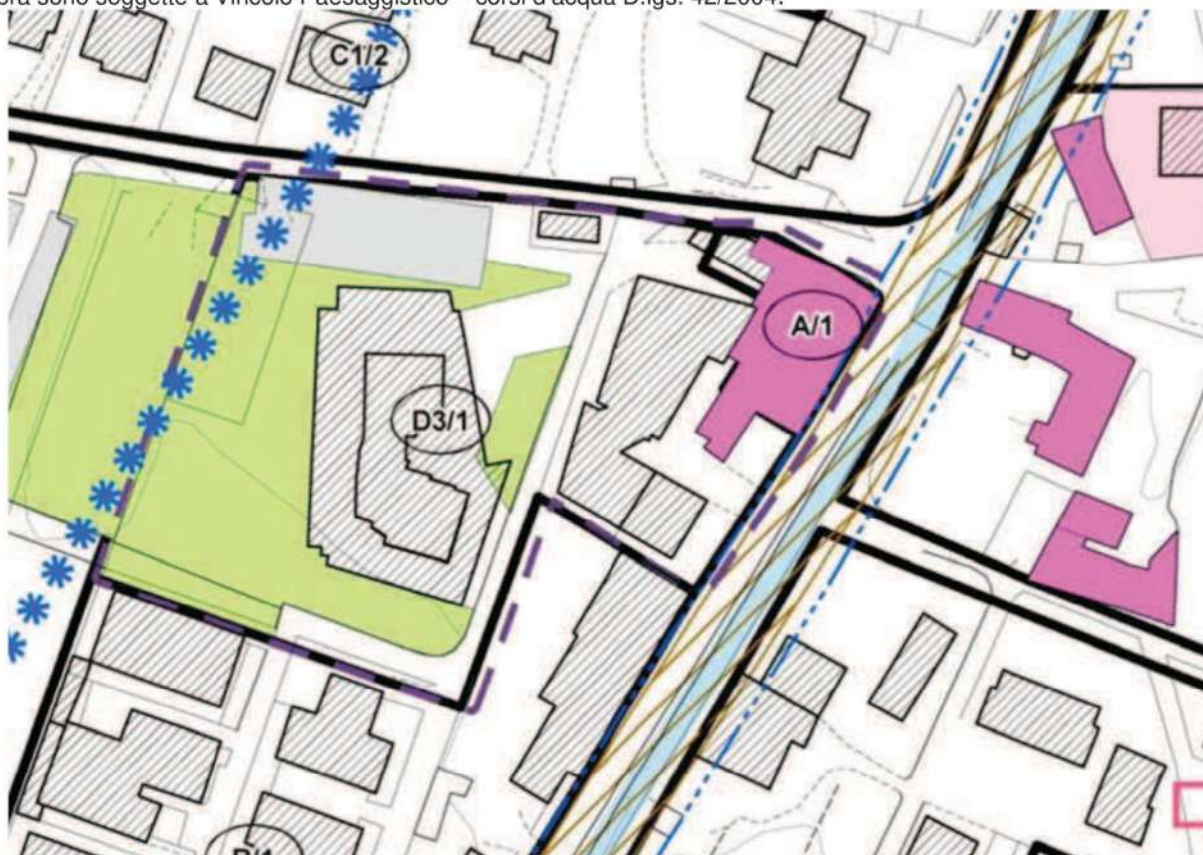 sono soggette a Vincolo Paesaggistico – corsi d'acqua D.lgs. 42/2004.
C1/2
A/1
D3/1